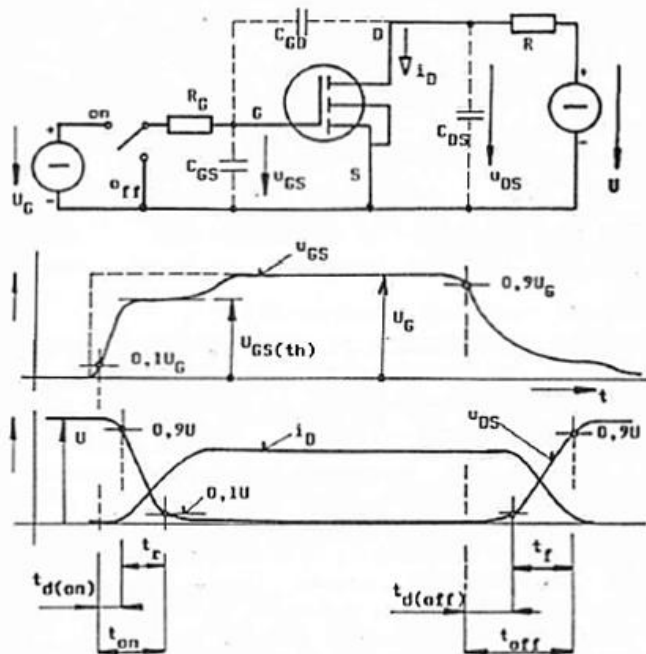 C_GD
D
R
i_D
R_G
on
G
C_DS
+
+
u_DS
U
C_GS
off
u_GS
S
U_G
-
-
u_GS
0,9U_G
U_G
U_GS(th)
0,1U_G
t
U
0,9U
i_D
u_DS
0,9U
0,1U
t_r
t_f
t_d(on)
t_d(off)
t_on
t_off